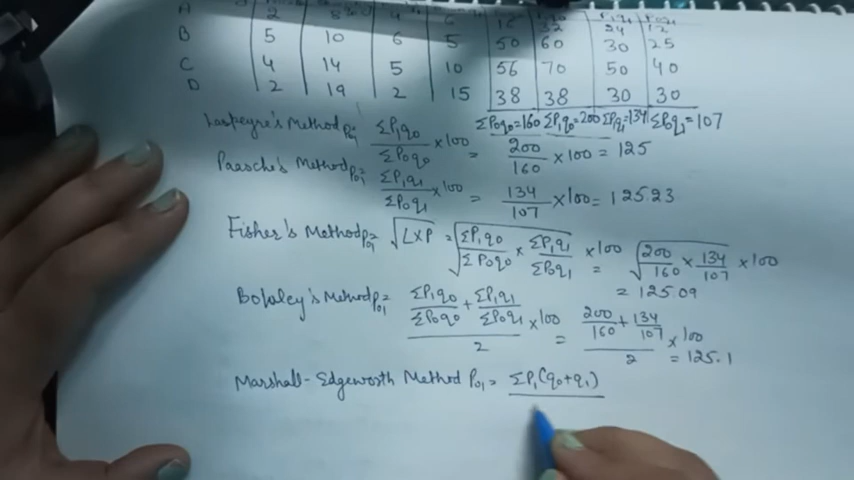 A 2 4 6 16 32 24 12
B 5 10 6 5 50 60 30 25
C 4 14 5 10 56 70 50 40
D 2 19 2 15 38 38 30 30
ΣP₀q₀=160 ΣP₁q₀=200 ΣP₁q₁=134 ΣP₀q₁=107
Laspeyre's Method P₀₁= ΣP₁q₀/ΣP₀q₀ ×100 = 200/160 ×100 = 125
Paasche's Method P₀₁= ΣP₁q₁/ΣP₀q₁ ×100 = 134/107 ×100 = 125.23
Fisher's Method P₀₁= √L×P = √ΣP₁q₀/ΣP₀q₀ × ΣP₁q₁/ΣP₀q₁ ×100 = √200/160 × 134/107 ×100
= 125.09
Bohaley's Method P₀₁= (ΣP₁q₀/ΣP₀q₀ + ΣP₁q₁/ΣP₀q₁)/2 ×100 = (200/160 + 134/107)/2 ×100
= 125.1
Marshall-Edgeworth Method P₀₁= ΣP₁(q₀+q₁)